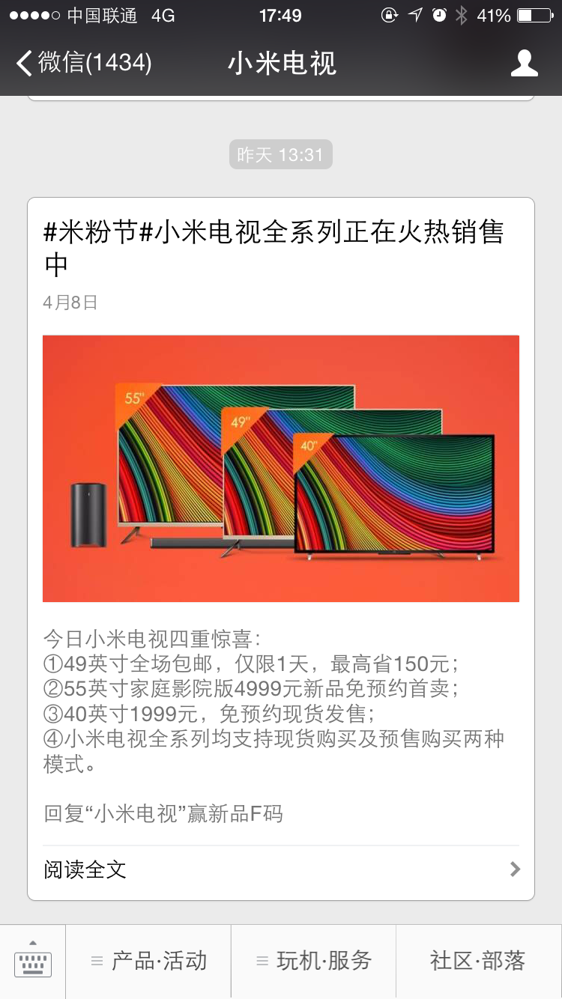 中国联通 4G 17:49 41%
微信(1434) 小米电视
昨天 13:31
#米粉节#小米电视全系列正在火热销售
中
4月8日
55"
49"
40"
今日小米电视四重惊喜：
①49英寸全场包邮，仅限1天，最高省150元；
②55英寸家庭影院版4999元新品免预约首卖；
③40英寸1999元，免预约现货发售；
④小米电视全系列均支持现货购买及预售购买两种
模式。
回复“小米电视”赢新品F码
阅读全文
产品·活动 玩机·服务 社区·部落